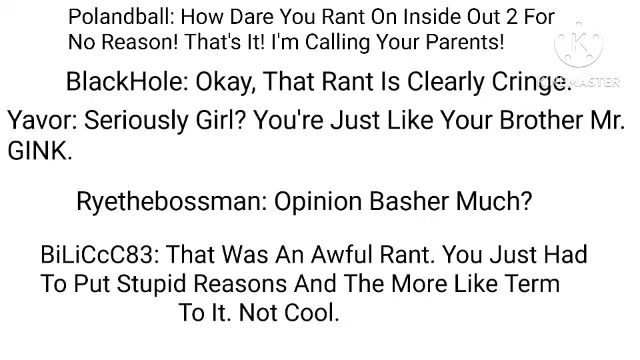 Polandball: How Dare You Rant On Inside Out 2 For
No Reason! That's It! I'm Calling Your Parents!
BlackHole: Okay, That Rant Is Clearly Cringe.
Yavor: Seriously Girl? You're Just Like Your Brother Mr.
GINK.
Ryethebossman: Opinion Basher Much?
BiLiCcC83: That Was An Awful Rant. You Just Had
To Put Stupid Reasons And The More Like Term
To It. Not Cool.